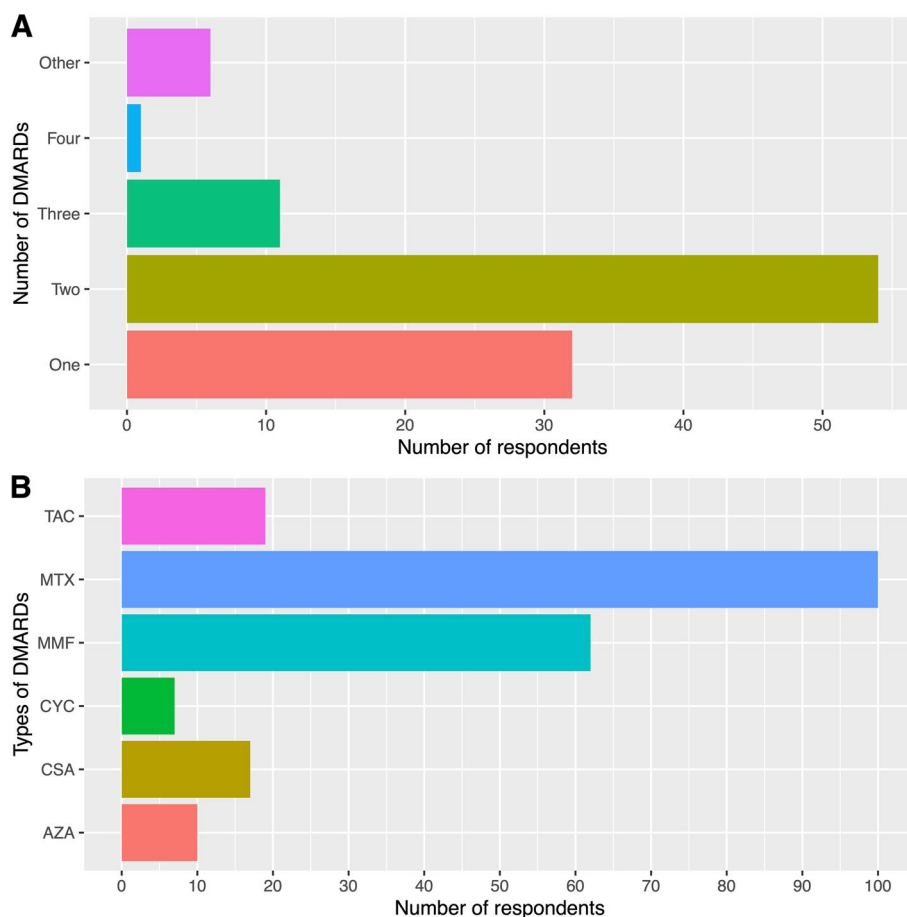 A
Number of DMARDs
Other
Four
Three
Two
One
0 10 20 30 40 50
Number of respondents
B
Types of DMARDs
TAC
MTX
MMF
CYC
CSA
AZA
0 10 20 30 40 50 60 70 80 90 100
Number of respondents